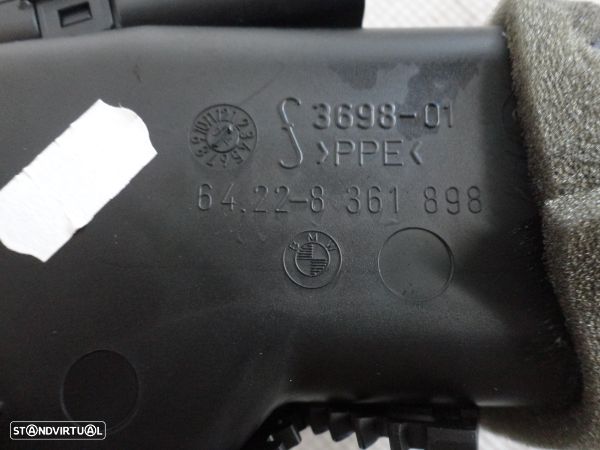 3698-01
>PPE<
64.22-8 361 898
BMW
STANDVIRTUAL